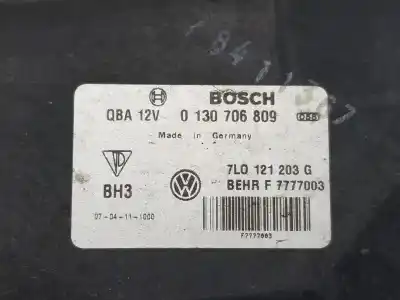 BOSCH
QBA 12V 0 130 706 809
Made in Germany
7L0 121 203 G
BH3
BEHR F 7777003
07-04-11-1000
F7777003